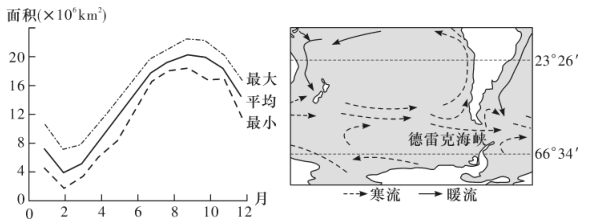 面积(×10⁶km²)
20
16
12
8
4
0
0 2 4 6 8 10 12 月
最大
平均
最小
23°26′
德雷克海峡
66°34′
寒流 暖流